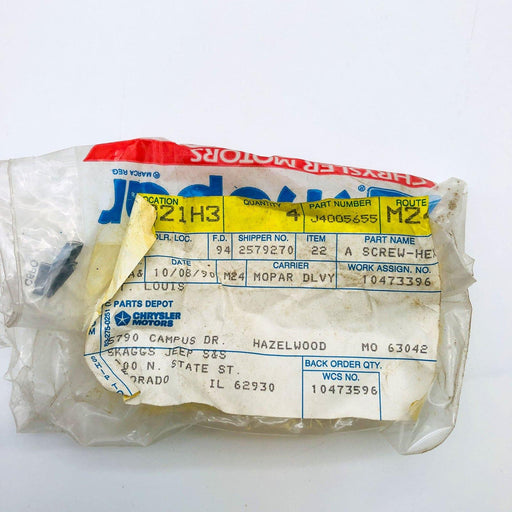 CHRYSLER MOTORS
® MARCA REG
LOCATION QUANTITY PART NUMBER ROUTE
21H3 4 J4005655 M2
DLR. LOC. F.D. SHIPPER NO. ITEM PART NAME
94 2579270 22 A SCREW-HE
DATE CARRIER WORK ASSIGN. NO.
10/08/90 M24 MOPAR DLVY 10473396
LOUIS
PARTS DEPOT
CHRYSLER
MOTORS
5790 CAMPUS DR. HAZELWOOD MO 63042
SKAGGS JEEP S&S
00 N. STATE ST.
ORADO IL 62930
BACK ORDER QTY.
WCS NO.
10473596